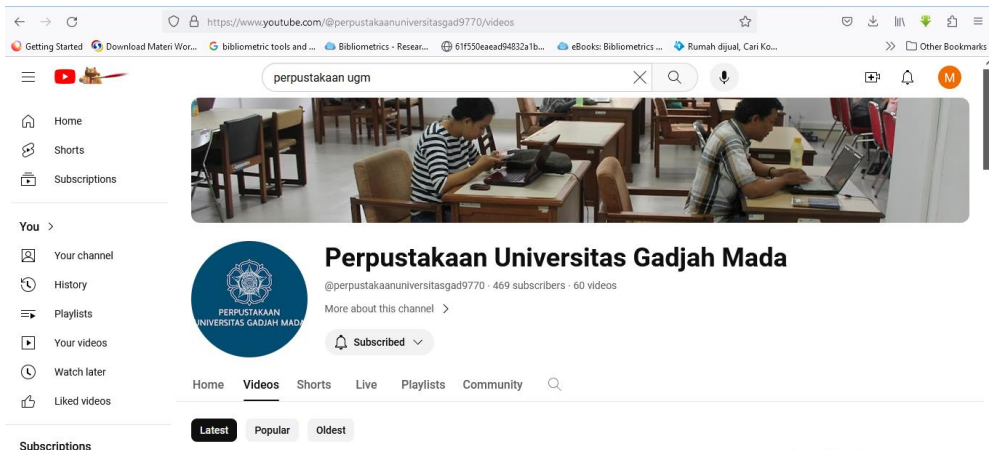 https://www.youtube.com/@perpustakaanuniversitasgad9770/videos
Getting Started Download Materi Wor... bibliometric tools and ... Bibliometrics - Resear... 61f550eaead94832a1b... eBooks: Bibliometrics ... Rumah dijual, Cari Ko... Other Bookmarks
perpustakaan ugm
M
Home
Shorts
Subscriptions
You
Your channel
History
Playlists
Your videos
Watch later
Liked videos
Subscriptions
PERPUSTAKAAN
UNIVERSITAS GADJAH MADA
Perpustakaan Universitas Gadjah Mada
@perpustakaanuniversitasgad9770 · 469 subscribers · 60 videos
More about this channel
Subscribed
Home Videos Shorts Live Playlists Community
Latest Popular Oldest